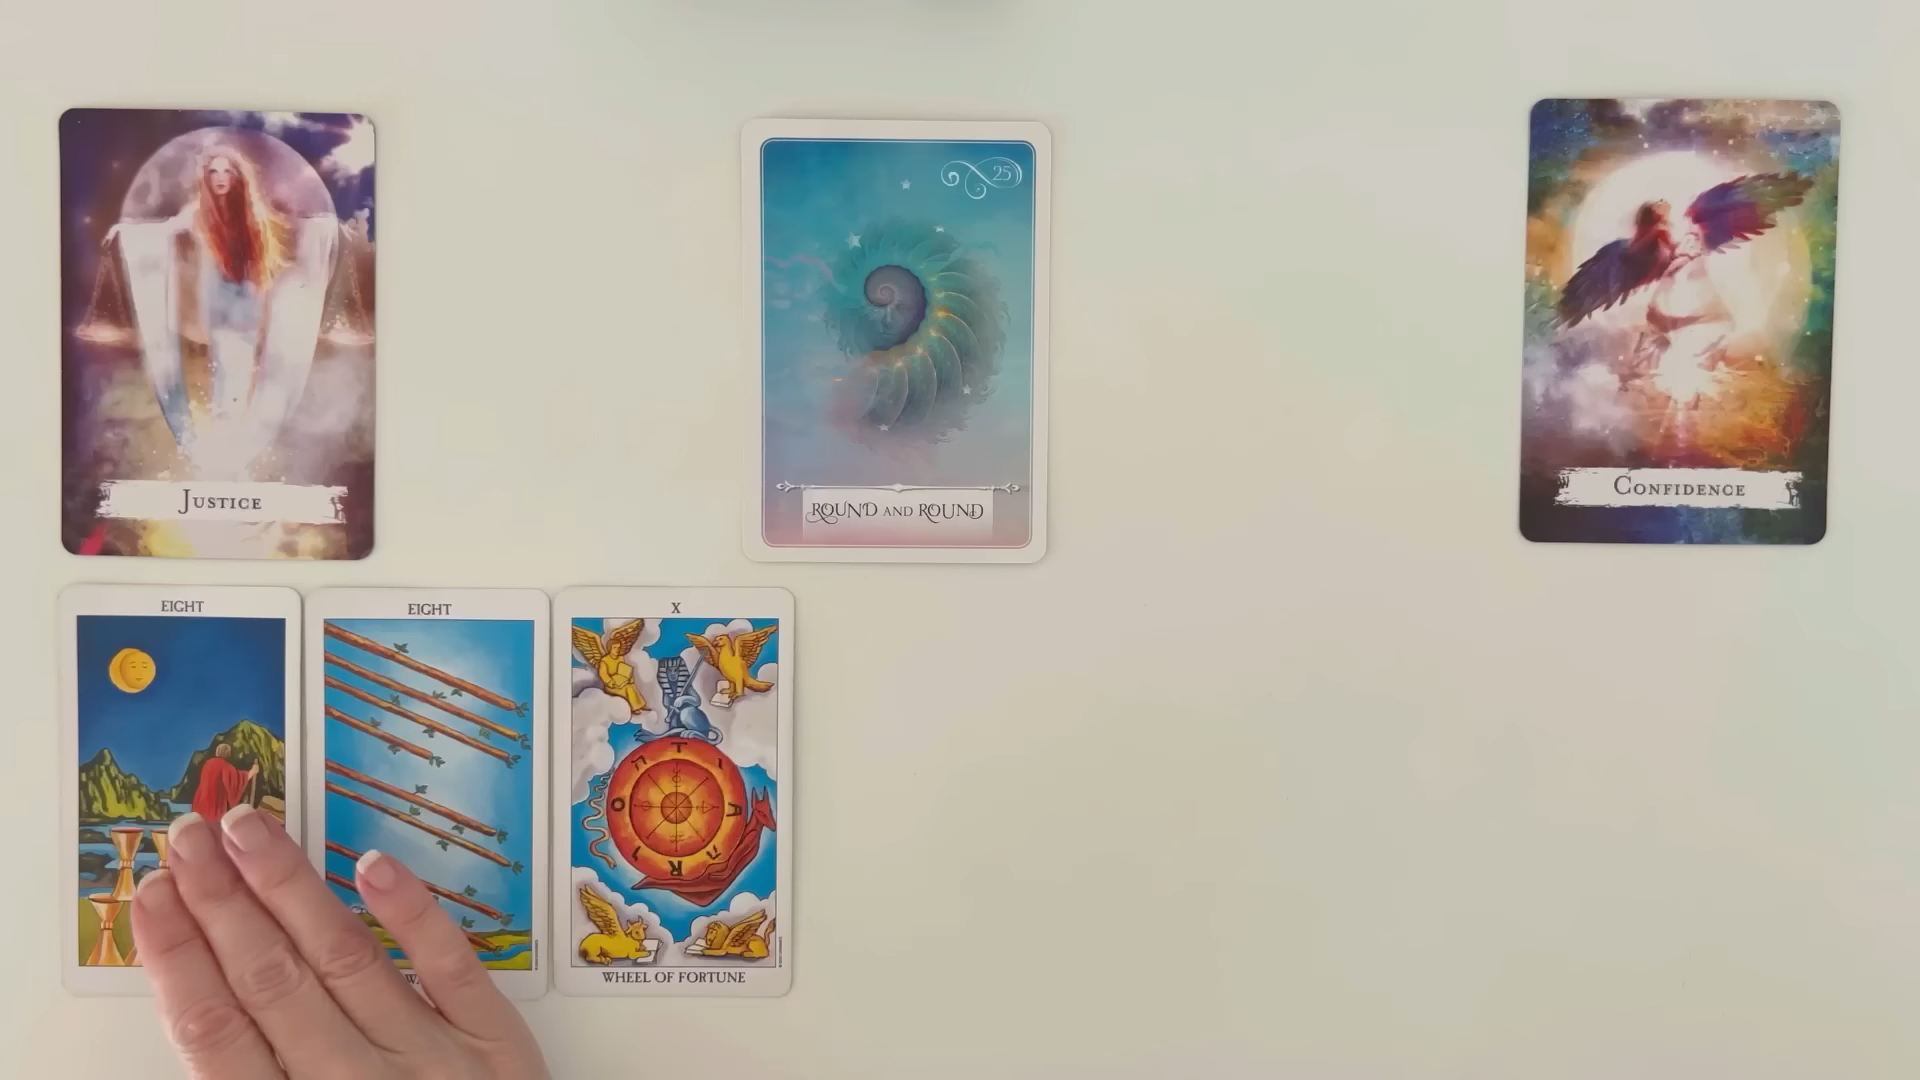 JUSTICE
25
ROUND AND ROUND
CONFIDENCE
EIGHT
EIGHT
X
WHEEL OF FORTUNE